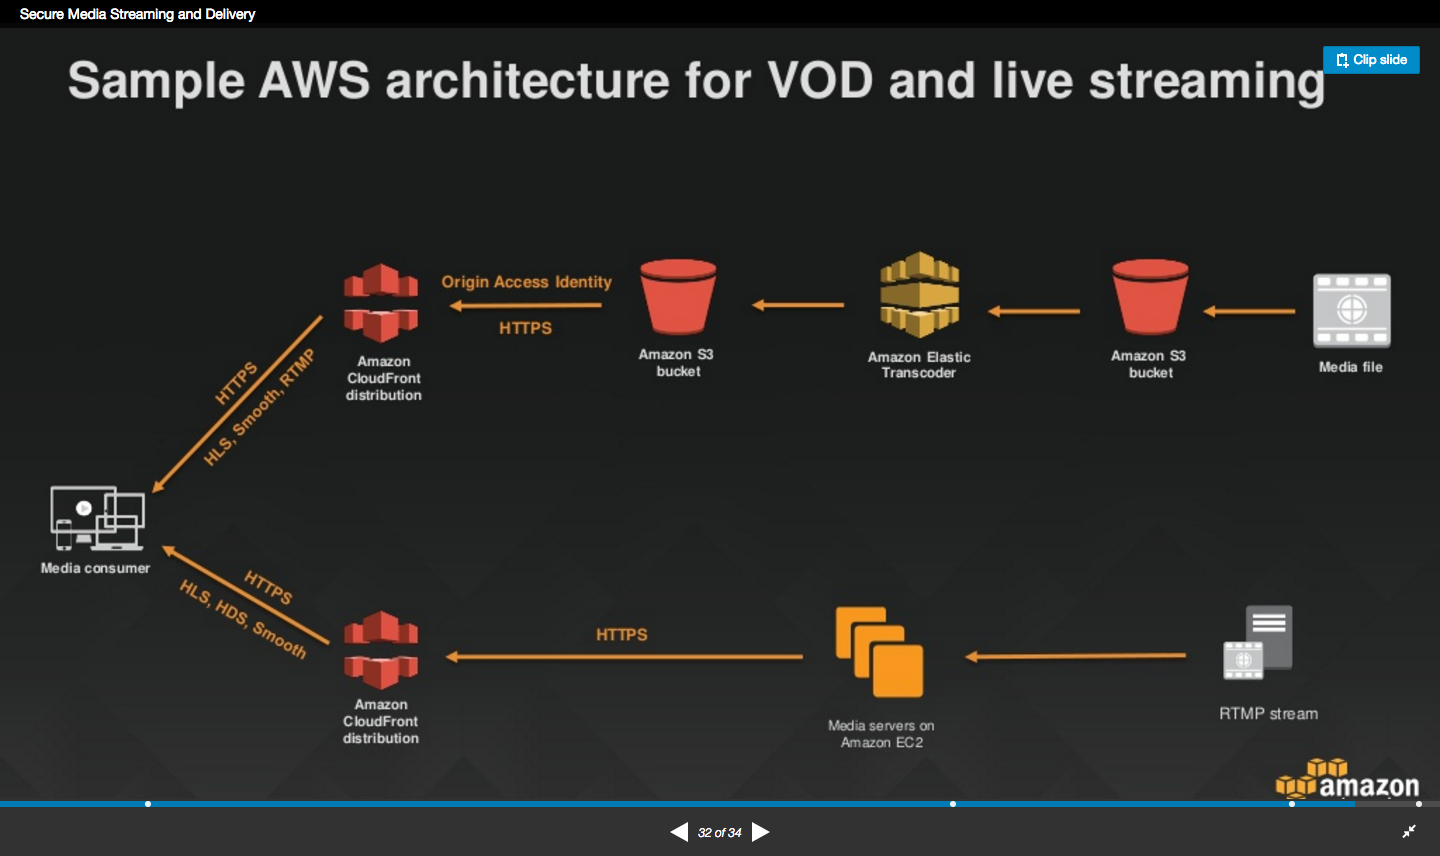 Secure Media Streaming and Delivery
Clip slide
Sample AWS architecture for VOD and live streaming
Origin Access Identity
HTTPS
Amazon S3
bucket
Amazon Elastic
Transcoder
Amazon S3
bucket
Media file
Amazon
CloudFront
distribution
HTTPS
HLS, Smooth, RTMP
Media consumer
HTTPS
HLS, HDS, Smooth
Amazon
CloudFront
distribution
HTTPS
Media servers on
Amazon EC2
RTMP stream
amazon
32 of 34